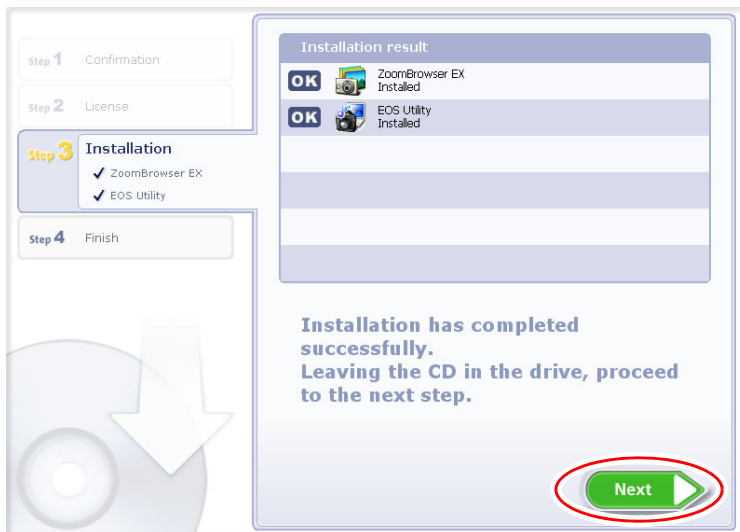 Step 1 Confirmation
Step 2 License
Step 3 Installation
ZoomBrowser EX
EOS Utility
Step 4 Finish
Installation result
OK ZoomBrowser EX
Installed
OK EOS Utility
Installed
Installation has completed
successfully.
Leaving the CD in the drive, proceed
to the next step.
Next